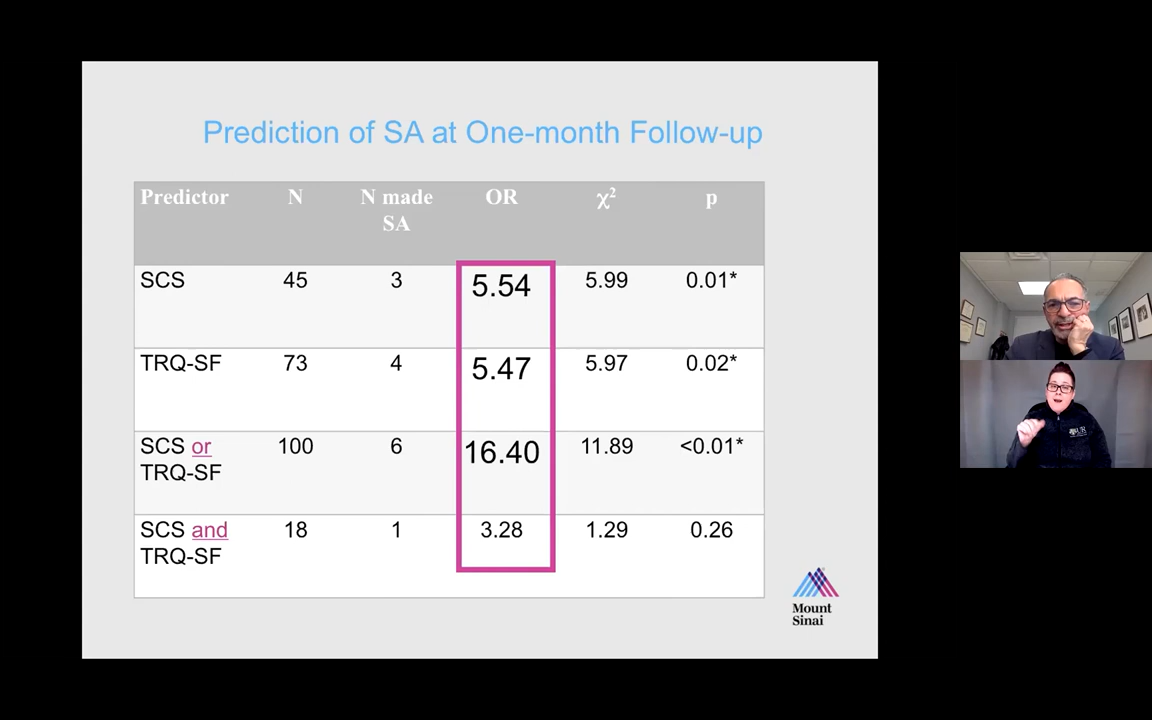 Prediction of SA at One-month Follow-up
Predictor N N made OR χ² p
SA
SCS 45 3 5.54 5.99 0.01*
TRQ-SF 73 4 5.47 5.97 0.02*
SCS or 100 6 16.40 11.89 <0.01*
TRQ-SF
SCS and 18 1 3.28 1.29 0.26
TRQ-SF
Mount
Sinai